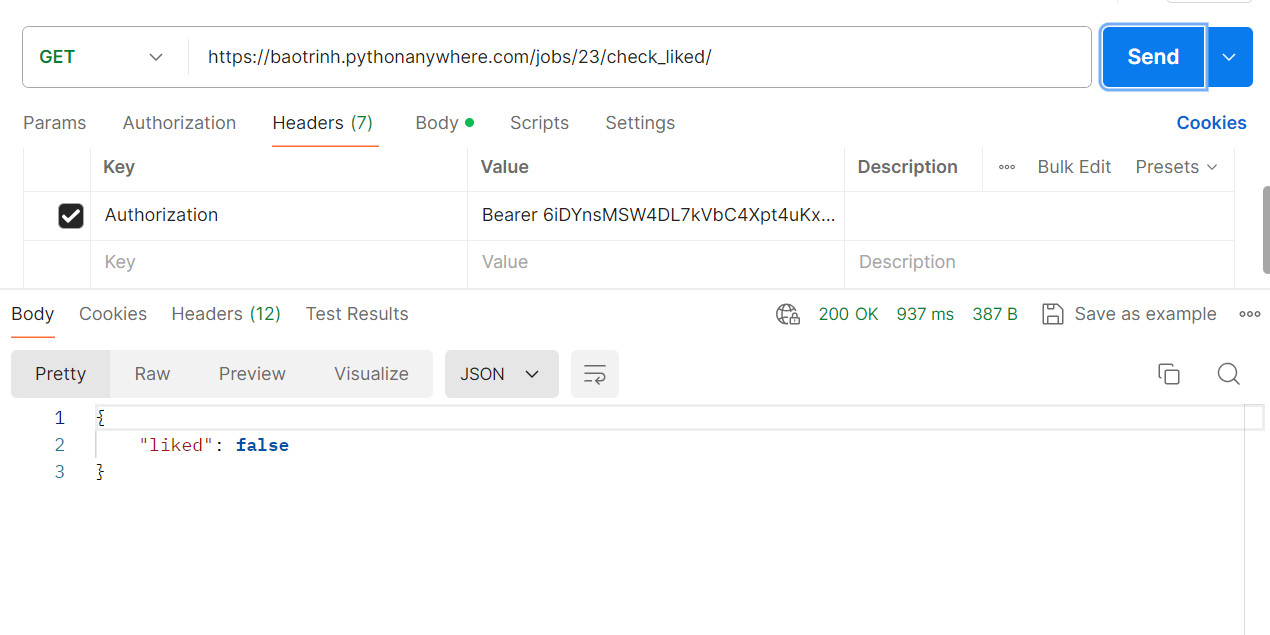 GET https://baotrinh.pythonanywhere.com/jobs/23/check_liked/ Send
Params Authorization Headers (7) Body Scripts Settings Cookies
Key Value Description Bulk Edit Presets
Authorization Bearer 6iDYnsMSW4DL7kVbC4Xpt4uKx...
Key Value Description
Body Cookies Headers (12) Test Results 200 OK 937 ms 387 B Save as example
Pretty Raw Preview Visualize JSON
1 {
2 "liked": false
3 }